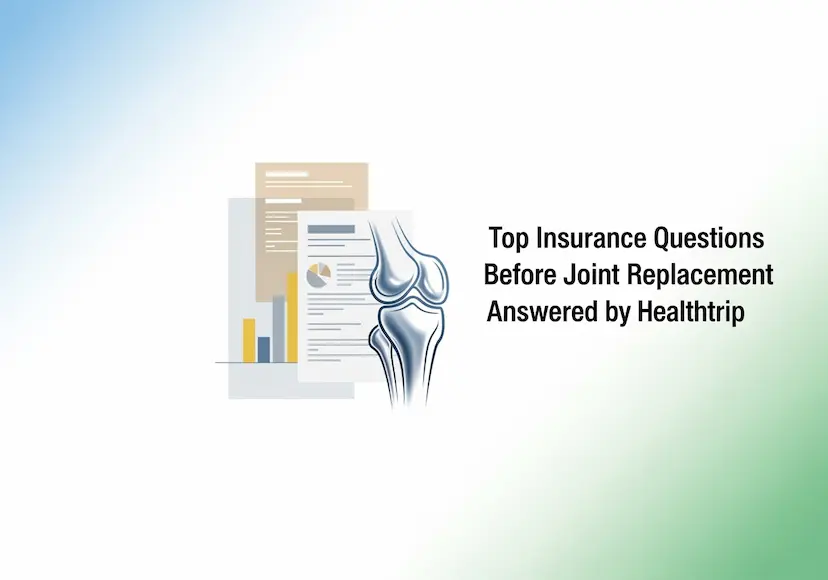 Top Insurance Questions
Before Joint Replacement
Answered by Healthtrip